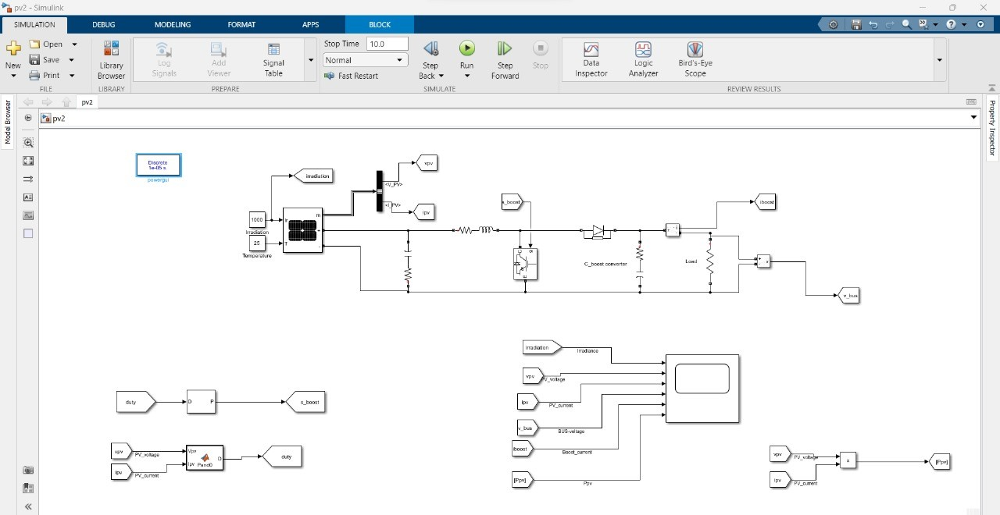 pv2 - Simulink
SIMULATION
DEBUG
MODELING
FORMAT
APPS
BLOCK
New
Open
Save
Print
FILE
Library
Browser
LIBRARY
Log
Signals
Add
Viewer
Signal
Table
PREPARE
Stop Time 10.0
Normal
Fast Restart
Step
Back
Run
Step
Forward
Stop
SIMULATE
Data
Inspector
Logic
Analyzer
Bird's-Eye
Scope
REVIEW RESULTS
Model Browser
Property Inspector
pv2
pv2
Discrete
1e-05 s.
powergui
irradiation
vpv
<V_PV>
<I_PV>
ipv
1000
Irradiation
25
Temperature
Ir
T
m
+
-
s_boost
g
C
E
iboost
C_boost converter
Load
+
i
-
+
-
v
v_bus
irradiation
Irradiance
vpv
PV_voltage
ipv
PV_current
v_bus
BUS-voltage
iboost
Boost_current
[Ppv]
Ppv
duty
D
P
s_boost
vpv
PV_voltage
ipv
PV_current
Vpv
Ipv
PandO
D
duty
vpv
PV_voltage
ipv
PV_current
x
[Ppv]